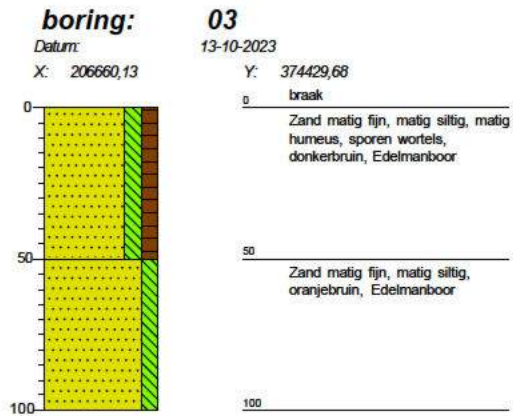 boring: 03
Datum: 13-10-2023
X: 206660,13 Y: 374429,68
0 0 braak
Zand matig fijn, matig siltig, matig
humeus, sporen wortels,
donkerbruin, Edelmanboor
50 50
Zand matig fijn, matig siltig,
oranjebruin, Edelmanboor
100 100